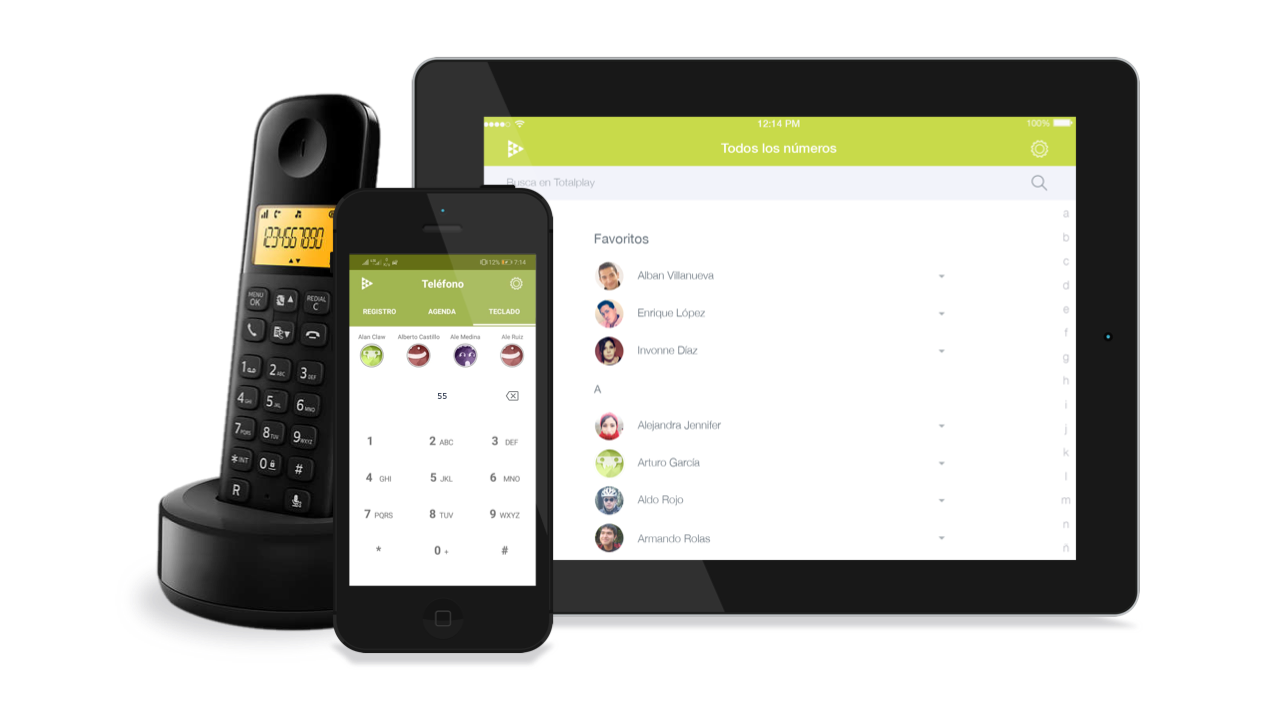 1234567890
MENU
OK
REDIAL
C
1
2 ABC
3 DEF
4 GHI
5 JKL
6 MNO
7 PQRS
8 TUV
9 WXYZ
* INT
0
#
R
12% 7:14
Teléfono
REGISTRO AGENDA TECLADO
Alan Claw Alberto Castillo Ale Medina Ale Ruiz
55
1 2 ABC 3 DEF
4 GHI 5 JKL 6 MNO
7 PQRS 8 TUV 9 WXYZ
* 0 + #
12:14 PM 100%
Todos los números
Busca en Totalplay
Favoritos
Alban Villanueva
Enrique López
Invonne Díaz
A
Alejandra Jennifer
Arturo García
Aldo Rojo
Armando Rolas
a
b
c
d
e
f
g
h
i
j
k
l
m
n
ñ